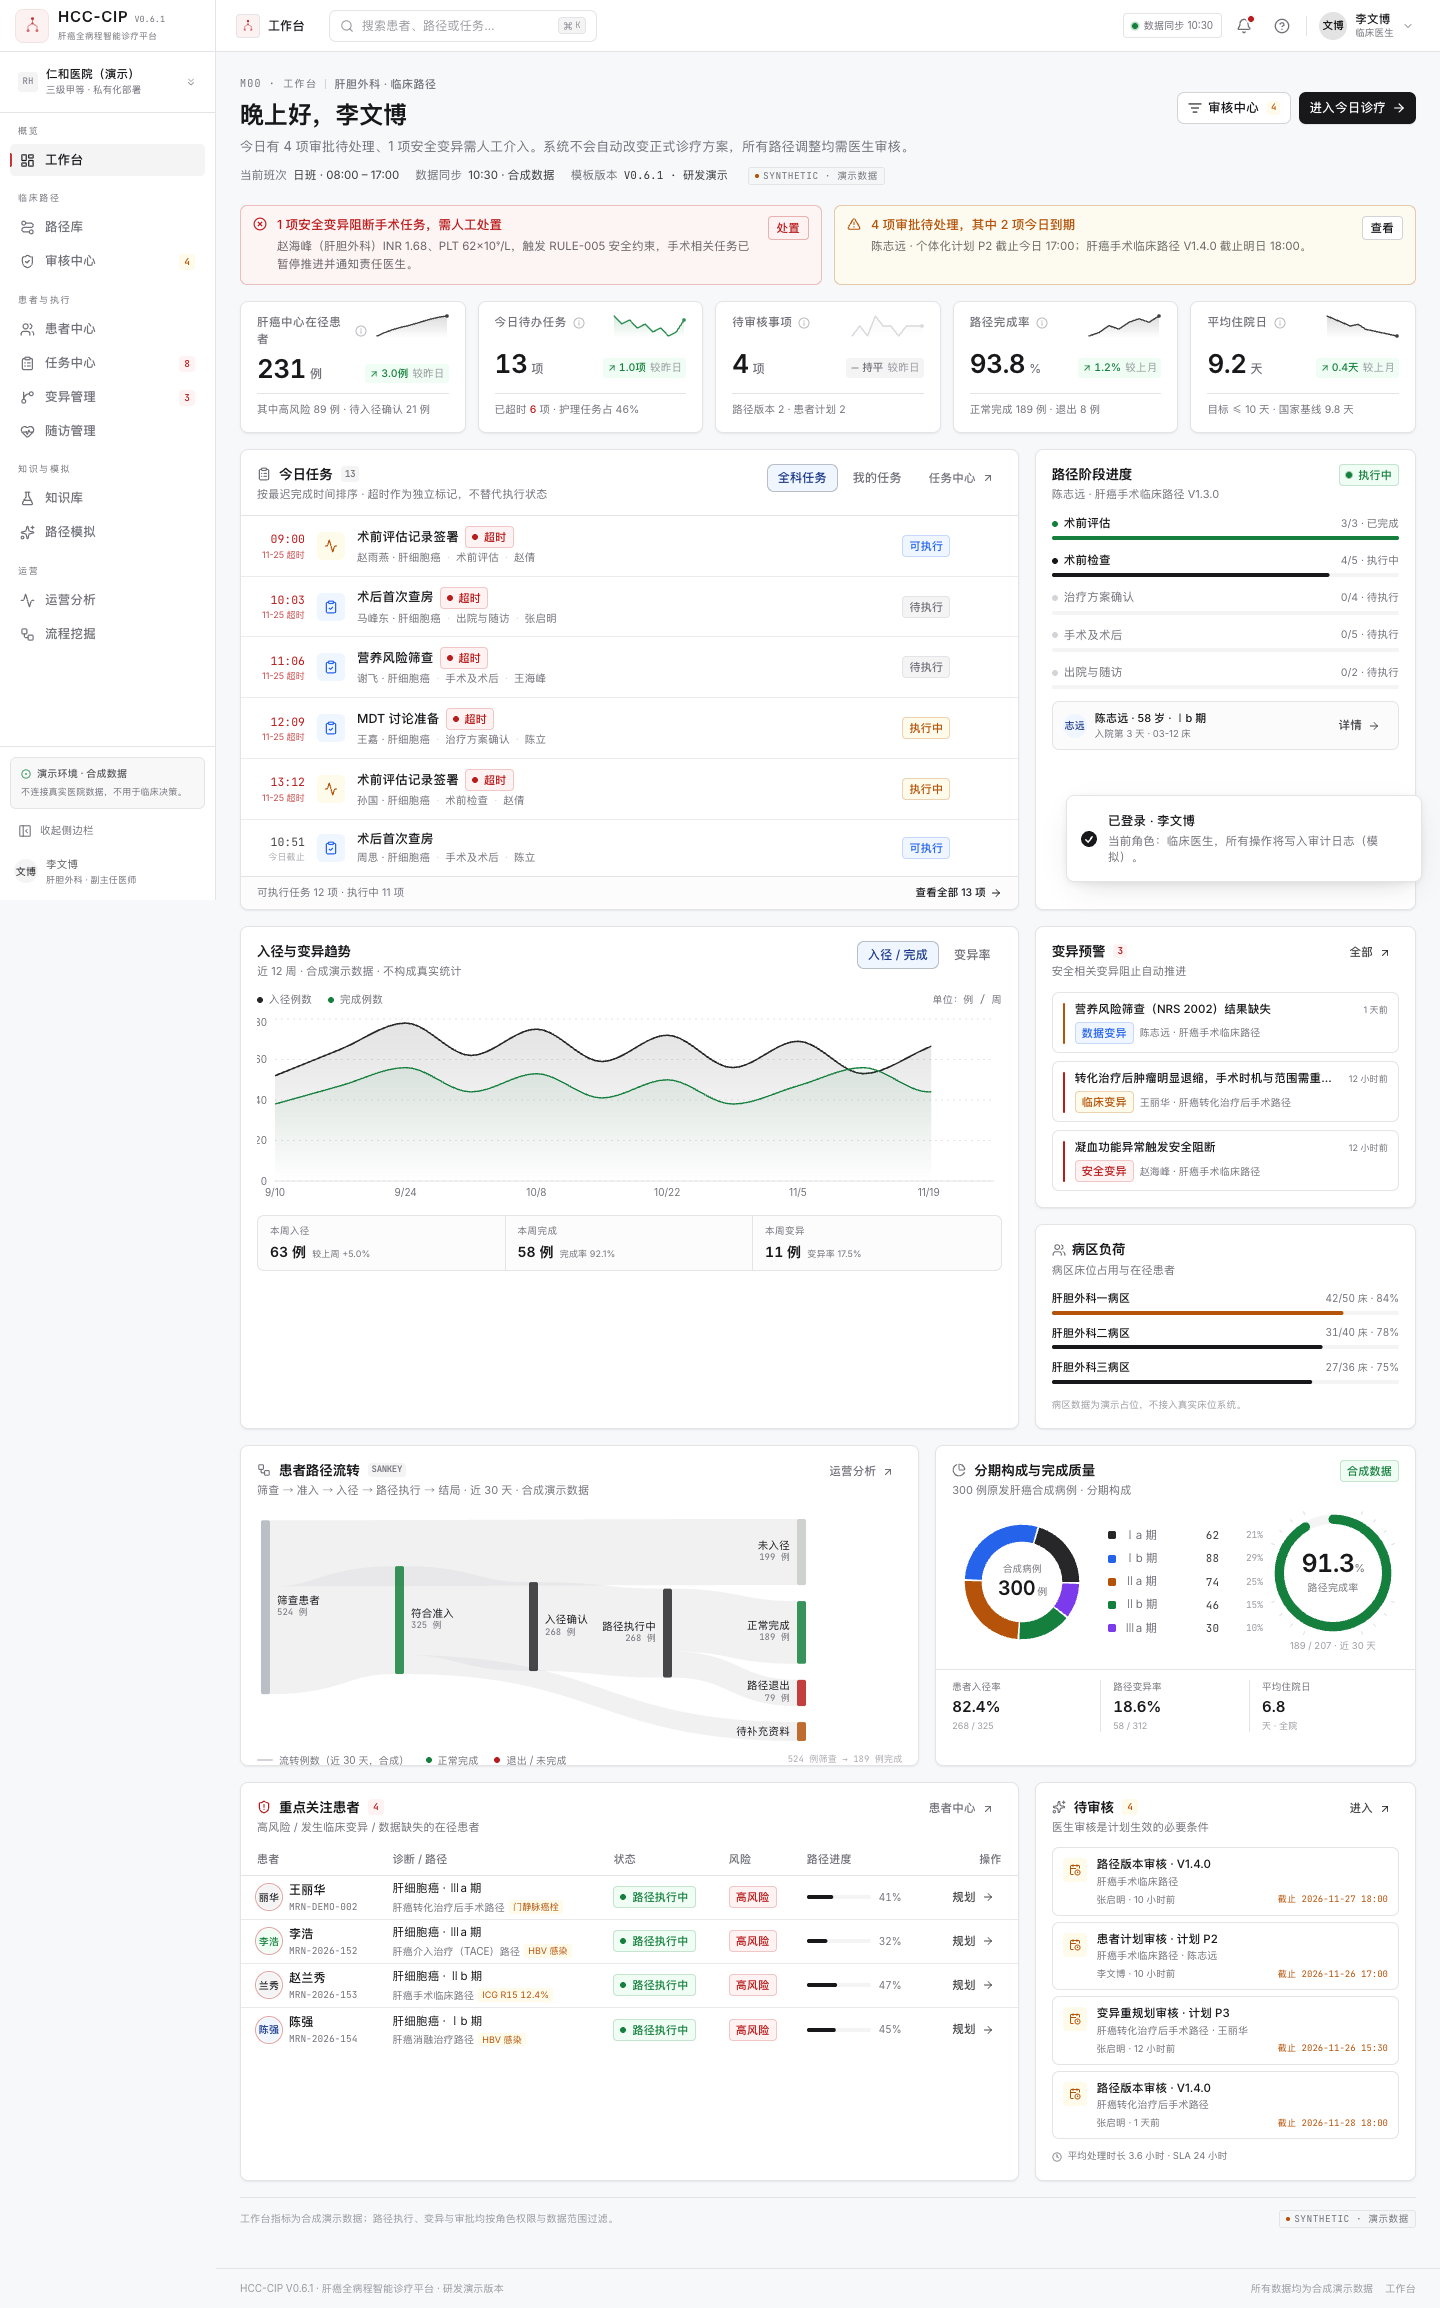 HCC-CIP V0.6.1
肝癌全病程智能诊疗平台
工作台
搜索患者、路径或任务...
⌘ K
数据同步 10:30
文博
李文博
临床医生
RH
仁和医院（演示）
三级甲等 · 私有化部署
概览
工作台
临床路径
路径库
审核中心 4
患者与执行
患者中心
任务中心 8
变异管理 3
随访管理
知识与模拟
知识库
路径模拟
运营
运营分析
流程挖掘
演示环境 · 合成数据
不连接真实医院数据，不用于临床决策。
收起侧边栏
文博
李文博
肝胆外科 · 副主任医师
M00 · 工作台 | 肝胆外科 · 临床路径
晚上好，李文博
今日有 4 项审批待处理、1 项安全变异需人工介入。系统不会自动改变正式诊疗方案，所有路径调整均需医生审核。
当前班次 日班 · 08:00 – 17:00 数据同步 10:30 · 合成数据 模板版本 V0.6.1 · 研发演示 SYNTHETIC · 演示数据
审核中心 4
进入今日诊疗 →
1 项安全变异阻断手术任务，需人工处置
赵海峰（肝胆外科）INR 1.68、PLT 62×10⁹/L，触发 RULE-005 安全约束，手术相关任务已
暂停推进并通知责任医生。
处置
4 项审批待处理，其中 2 项今日到期
陈志远 · 个体化计划 P2 截止今日 17:00；肝癌手术临床路径 V1.4.0 截止明日 18:00。
查看
肝癌中心在径患
者
231 例
↗ 3.0例 较昨日
其中高风险 89 例 · 待入径确认 21 例
今日待办任务
13 项
↗ 1.0项 较昨日
已超时 6 项 · 护理任务占 46%
待审核事项
4 项
— 持平 较昨日
路径版本 2 · 患者计划 2
路径完成率
93.8 %
↗ 1.2% 较上月
正常完成 189 例 · 退出 8 例
平均住院日
9.2 天
↗ 0.4天 较上月
目标 ≤ 10 天 · 国家基线 9.8 天
今日任务 13
按最迟完成时间排序 · 超时作为独立标记，不替代执行状态
全科任务 我的任务 任务中心 ↗
09:00
11-25 超时
术前评估记录签署 超时
赵雨燕 · 肝细胞癌 · 术前评估 · 赵倩
可执行
10:03
11-25 超时
术后首次查房 超时
马峰东 · 肝细胞癌 · 出院与随访 · 张启明
待执行
11:06
11-25 超时
营养风险筛查 超时
谢飞 · 肝细胞癌 · 手术及术后 · 王海峰
待执行
12:09
11-25 超时
MDT 讨论准备 超时
王嘉 · 肝细胞癌 · 治疗方案确认 · 陈立
执行中
13:12
11-25 超时
术前评估记录签署 超时
孙国 · 肝细胞癌 · 术前检查 · 赵倩
执行中
10:51
今日截止
术后首次查房
周思 · 肝细胞癌 · 手术及术后 · 陈立
可执行
可执行任务 12 项 · 执行中 11 项
查看全部 13 项 →
路径阶段进度
执行中
陈志远 · 肝癌手术临床路径 V1.3.0
术前评估 3/3 · 已完成
术前检查 4/5 · 执行中
治疗方案确认 0/4 · 待执行
手术及术后 0/5 · 待执行
出院与随访 0/2 · 待执行
志远
陈志远 · 58 岁 · Ⅰb 期
入院第 3 天 · 03-12 床
详情 →
已登录 · 李文博
当前角色：临床医生，所有操作将写入审计日志（模
拟）。
入径与变异趋势
近 12 周 · 合成演示数据 · 不构成真实统计
入径 / 完成 变异率
入径例数 完成例数
单位: 例 / 周
80
60
40
20
0
9/10 9/24 10/8 10/22 11/5 11/19
本周入径
63 例 较上周 +5.0%
本周完成
58 例 完成率 92.1%
本周变异
11 例 变异率 17.5%
变异预警 3
全部 ↗
安全相关变异阻止自动推进
营养风险筛查（NRS 2002）结果缺失 1 天前
数据变异 陈志远 · 肝癌手术临床路径
转化治疗后肿瘤明显退缩，手术时机与范围需重... 12 小时前
临床变异 王丽华 · 肝癌转化治疗后手术路径
凝血功能异常触发安全阻断 12 小时前
安全变异 赵海峰 · 肝癌手术临床路径
病区负荷
病区床位占用与在径患者
肝胆外科一病区 42/50 床 · 84%
肝胆外科二病区 31/40 床 · 78%
肝胆外科三病区 27/36 床 · 75%
病区数据为演示占位，不接入真实床位系统。
患者路径流转 SANKEY
运营分析 ↗
筛查 → 准入 → 入径 → 路径执行 → 结局 · 近 30 天 · 合成演示数据
筛查患者
524 例
符合准入
325 例
入径确认
268 例
路径执行中
268 例
未入径
199 例
正常完成
189 例
路径退出
79 例
待补充资料
流转例数（近 30 天，合成） 正常完成 退出 / 未完成
524 例筛查 → 189 例完成
分期构成与完成质量
合成数据
300 例原发肝癌合成病例 · 分期构成
合成病例
300 例
Ⅰa 期 62 21%
Ⅰb 期 88 29%
Ⅱa 期 74 25%
Ⅱb 期 46 15%
Ⅲa 期 30 10%
91.3%
路径完成率
189 / 207 · 近 30 天
患者入径率
82.4%
268 / 325
路径变异率
18.6%
58 / 312
平均住院日
6.8
天 · 全院
重点关注患者 4
患者中心 ↗
高风险 / 发生临床变异 / 数据缺失的在径患者
患者 诊断 / 路径 状态 风险 路径进度 操作
丽华
王丽华
MRN-DEMO-002
肝细胞癌 · Ⅲa 期
肝癌转化治疗后手术路径 门静脉癌栓
路径执行中 高风险 41% 规划 →
李浩
李浩
MRN-2026-152
肝细胞癌 · Ⅲa 期
肝癌介入治疗（TACE）路径 HBV 感染
路径执行中 高风险 32% 规划 →
兰秀
赵兰秀
MRN-2026-153
肝细胞癌 · Ⅱb 期
肝癌手术临床路径 ICG R15 12.4%
路径执行中 高风险 47% 规划 →
陈强
陈强
MRN-2026-154
肝细胞癌 · Ⅰb 期
肝癌消融治疗路径 HBV 感染
路径执行中 高风险 45% 规划 →
待审核 4
进入 ↗
医生审核是计划生效的必要条件
路径版本审核 · V1.4.0
肝癌手术临床路径
张启明 · 10 小时前 截止 2026-11-27 18:00
患者计划审核 · 计划 P2
肝癌手术临床路径 · 陈志远
李文博 · 10 小时前 截止 2026-11-26 17:00
变异重规划审核 · 计划 P3
肝癌转化治疗后手术路径 · 王丽华
张启明 · 12 小时前 截止 2026-11-26 15:30
路径版本审核 · V1.4.0
肝癌转化治疗后手术路径
张启明 · 1 天前 截止 2026-11-28 18:00
平均处理时长 3.6 小时 · SLA 24 小时
工作台指标为合成演示数据；路径执行、变异与审批均按角色权限与数据范围过滤。
SYNTHETIC · 演示数据
HCC-CIP V0.6.1 · 肝癌全病程智能诊疗平台 · 研发演示版本
所有数据均为合成演示数据 工作台